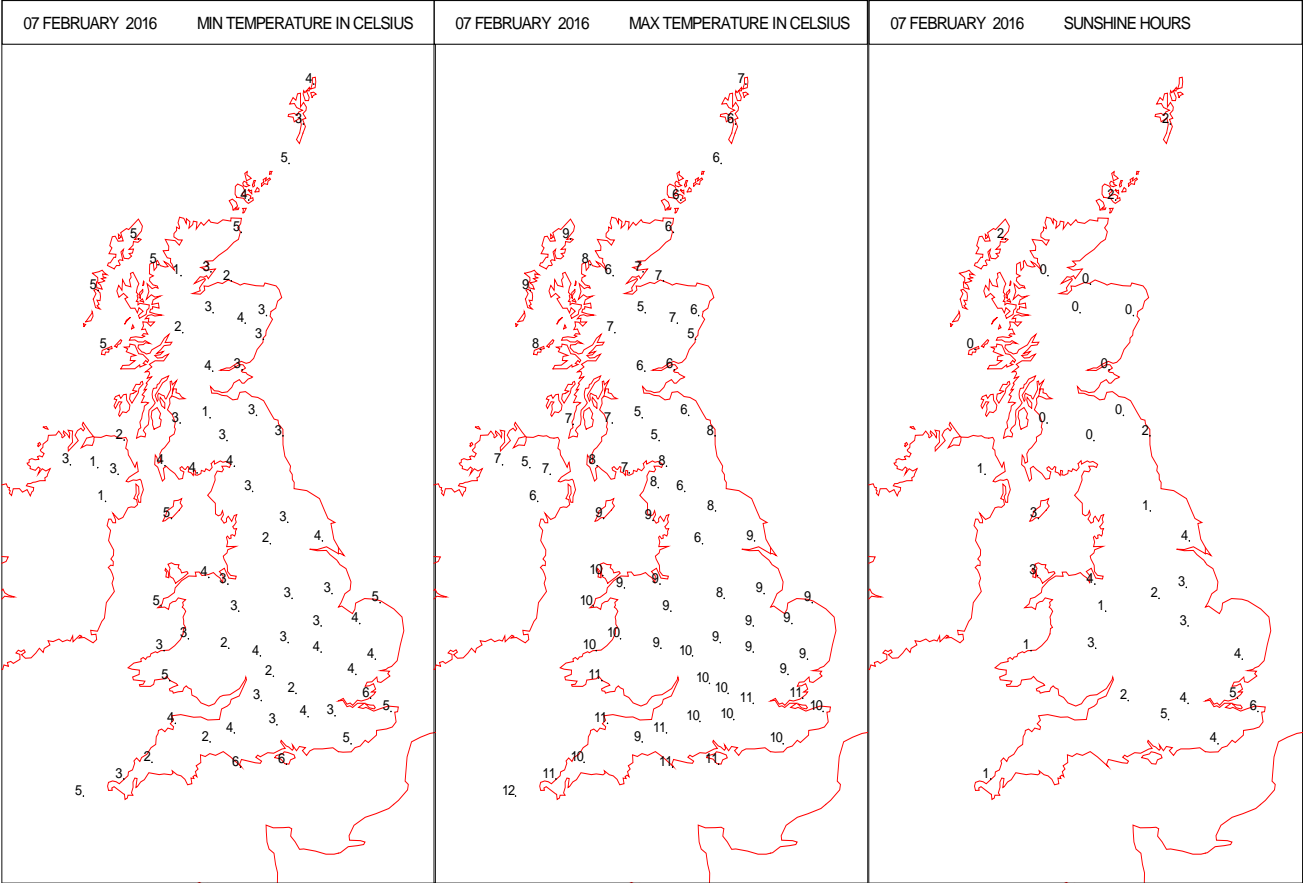 07 FEBRUARY 2016 MIN TEMPERATURE IN CELSIUS
4
3
5
4
5
5
5
1 3
2
5
3 3
4
2 3
5
4 3
1 3
3
2 3 3
3 1 4 4
3 4
1 3
5 3
2 4
4 3
3 3
5 3 5
3 4
3 2 3
3 4 4
4
5 2 4
3 2 6
4 3 3 5
2 4 3
5
2 6 6
3
5
07 FEBRUARY 2016 MAX TEMPERATURE IN CELSIUS
7
6
6
6
6
9
8
6 7
7
9
5 6
7
7 5
8
6 6
5 6
7 7
5 8
7 5 8 8
7 7
6 8 6
9 9 8
6 9
10 9 9
8 9
10 9 9
9 9
10 10 9 9
9 10
9
11 10 9
10 11 11
11 10 10 10
9 11 10
10 11 11
11
12
07 FEBRUARY 2016 SUNSHINE HOURS
2
2
2
0 0
0 0
0
0
0 0
0 2
1
3 1
4
3 4
2 3
1 3
1 3
4
2 4 5
5 6
4
1